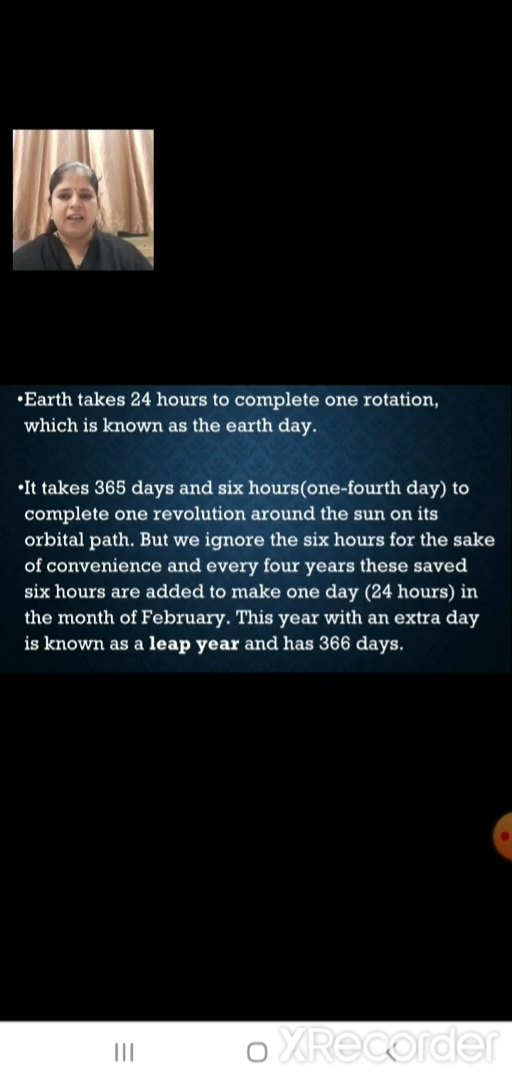 •Earth takes 24 hours to complete one rotation,
which is known as the earth day.
•It takes 365 days and six hours(one-fourth day) to
complete one revolution around the sun on its
orbital path. But we ignore the six hours for the sake
of convenience and every four years these saved
six hours are added to make one day (24 hours) in
the month of February. This year with an extra day
is known as a leap year and has 366 days.
XRecorder